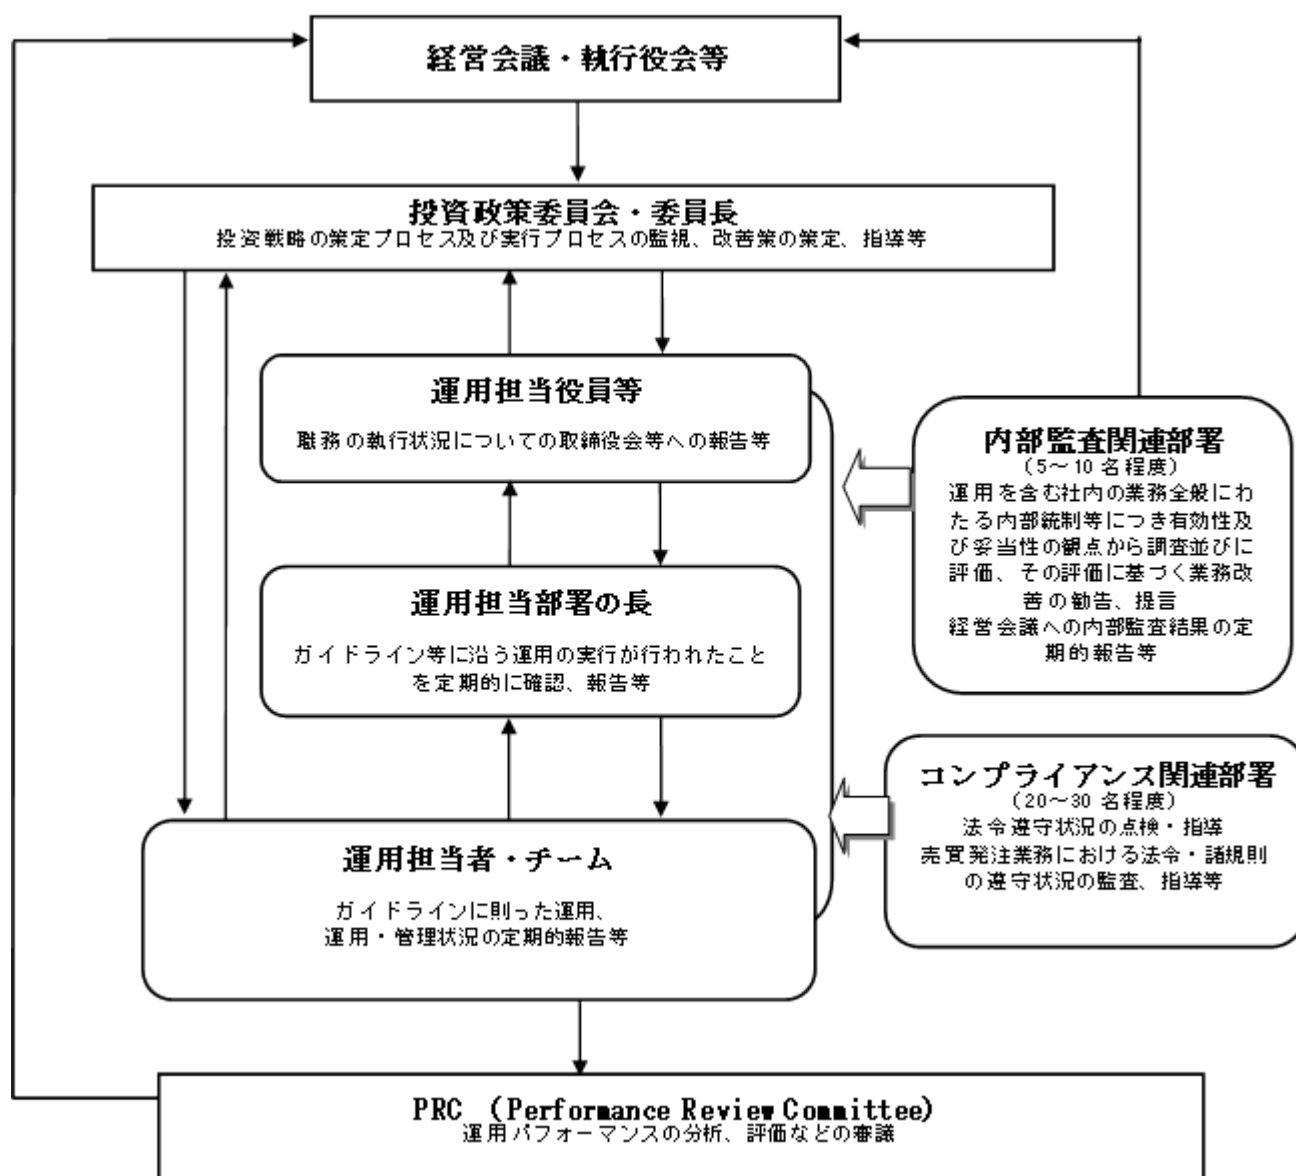 経営会議・執行役会等
投資政策委員会・委員長
投資戦略の策定プロセス及び実行プロセスの監視、改善策の策定、指導等
運用担当役員等
職務の執行状況についての取締役会等への報告等
運用担当部署の長
ガイドライン等に沿う運用の実行が行われたこと
を定期的に確認、報告等
運用担当者・チーム
ガイドラインに則った運用、
運用・管理状況の定期的報告等
内部監査関連部署
（5～10 名程度）
運用を含む社内の業務全般にわ
たる内部統制等につき有効性及
び妥当性の観点から調査並びに
評価、その評価に基づく業務改
善の勧告、提言
経営会議への内部監査結果の定
期的報告等
コンプライアンス関連部署
（20～30 名程度）
法令遵守状況の点検・指導
売買発注業務における法令・諸規則
の遵守状況の監査、指導等
PRC （Performance Review Committee）
運用パフォーマンスの分析、評価などの審議